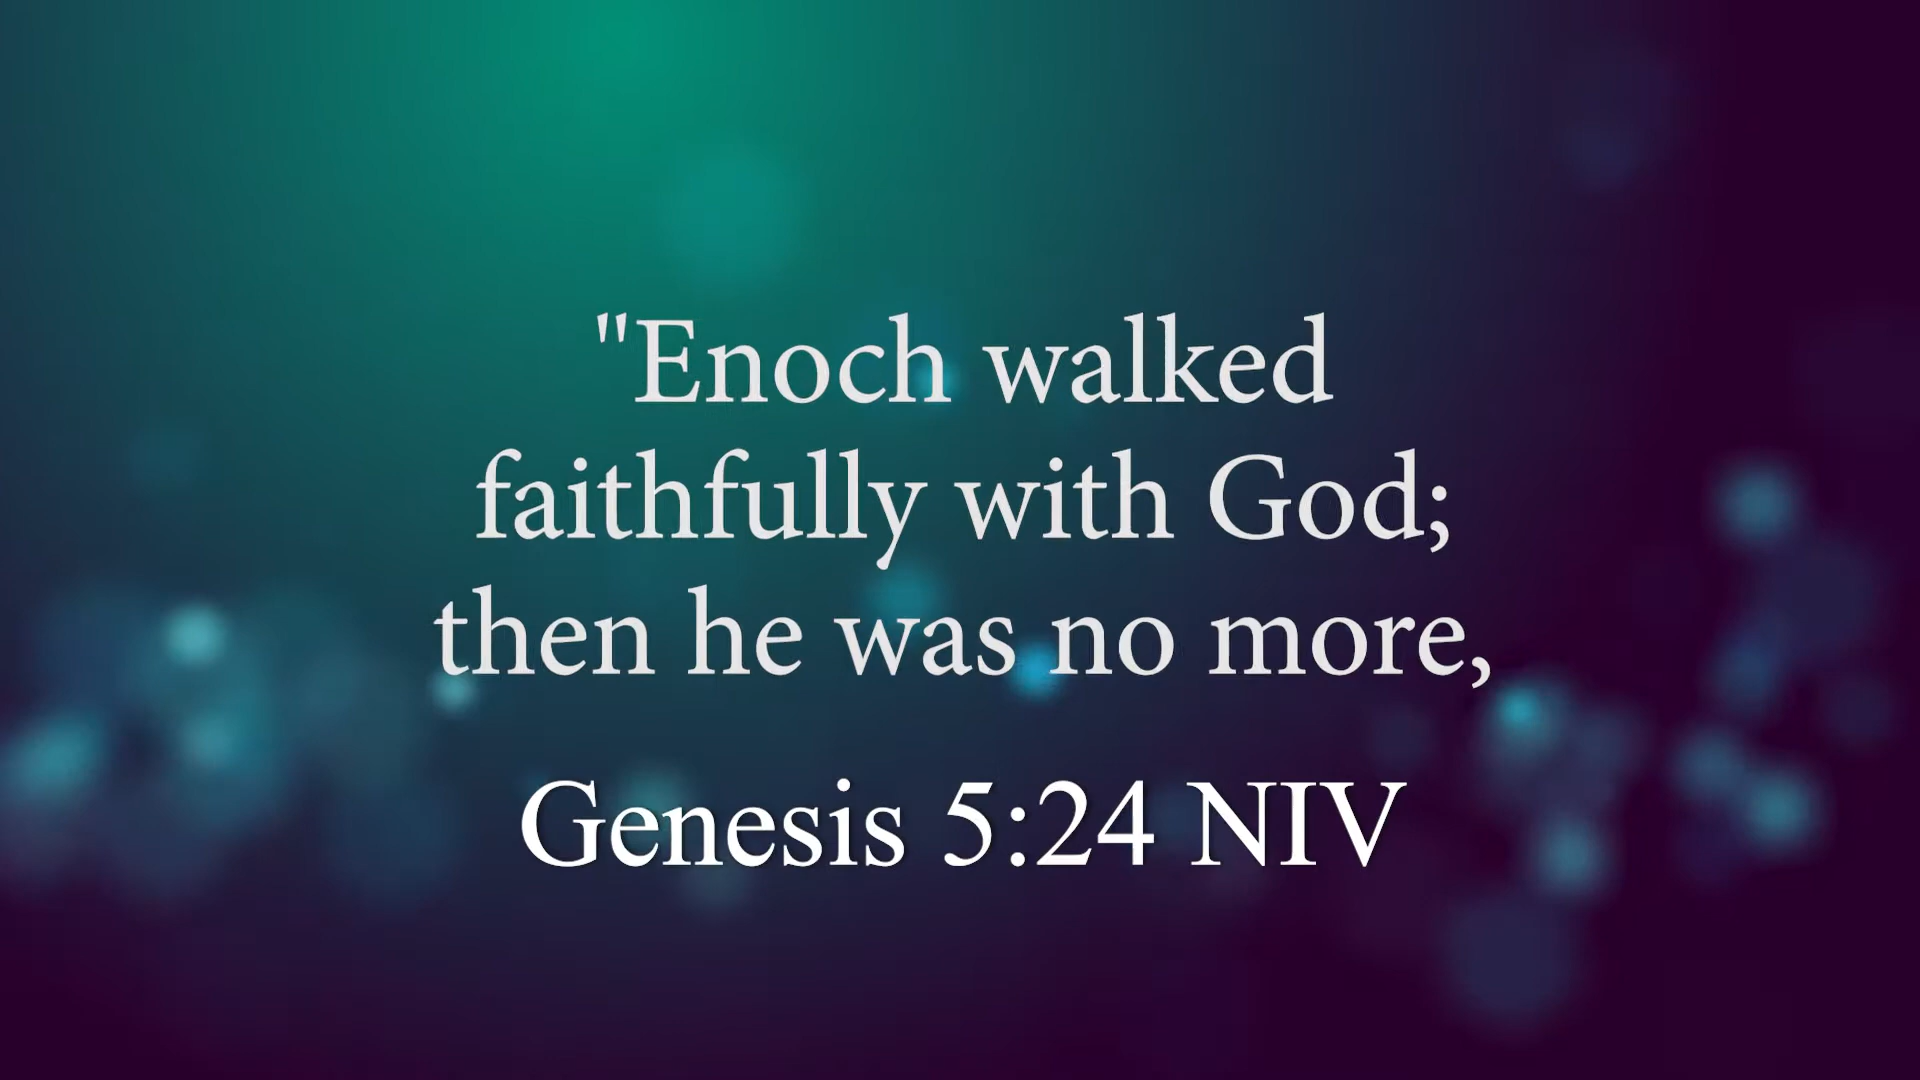 "Enoch walked
faithfully with God;
then he was no more,
Genesis 5:24 NIV